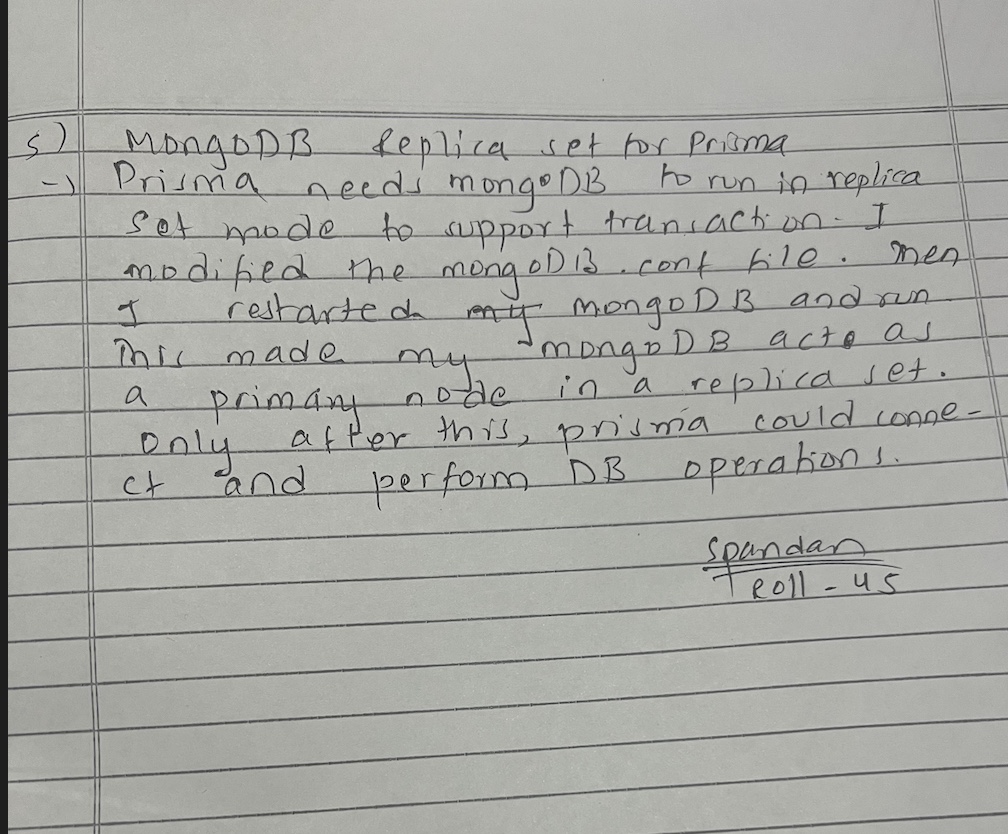 5) MongoDB Replica set for Prisma
-) Prisma needs mongoDB to run in replica
set mode to support transaction. I
modified the mongoDB.conf file. Then
I restarted my mongoDB and run
This made my mongoDB acts as
a primary node in a replica set.
only after this, prisma could conne-
ct and perform DB operations.
Spandan
Roll - 45